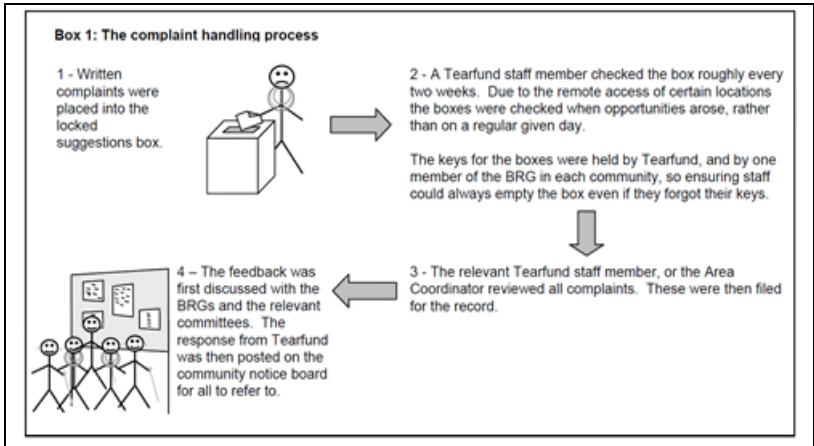 Box 1: The complaint handling process
1 - Written
complaints were
placed into the
locked
suggestions box.
2 - A Tearfund staff member checked the box roughly every
two weeks. Due to the remote access of certain locations
the boxes were checked when opportunities arose, rather
than on a regular given day.
The keys for the boxes were held by Tearfund, and by one
member of the BRG in each community, so ensuring staff
could always empty the box even if they forgot their keys.
3 - The relevant Tearfund staff member, or the Area
Coordinator reviewed all complaints. These were then filed
for the record.
4 – The feedback was
first discussed with the
BRGs and the relevant
committees. The
response from Tearfund
was then posted on the
community notice board
for all to refer to.